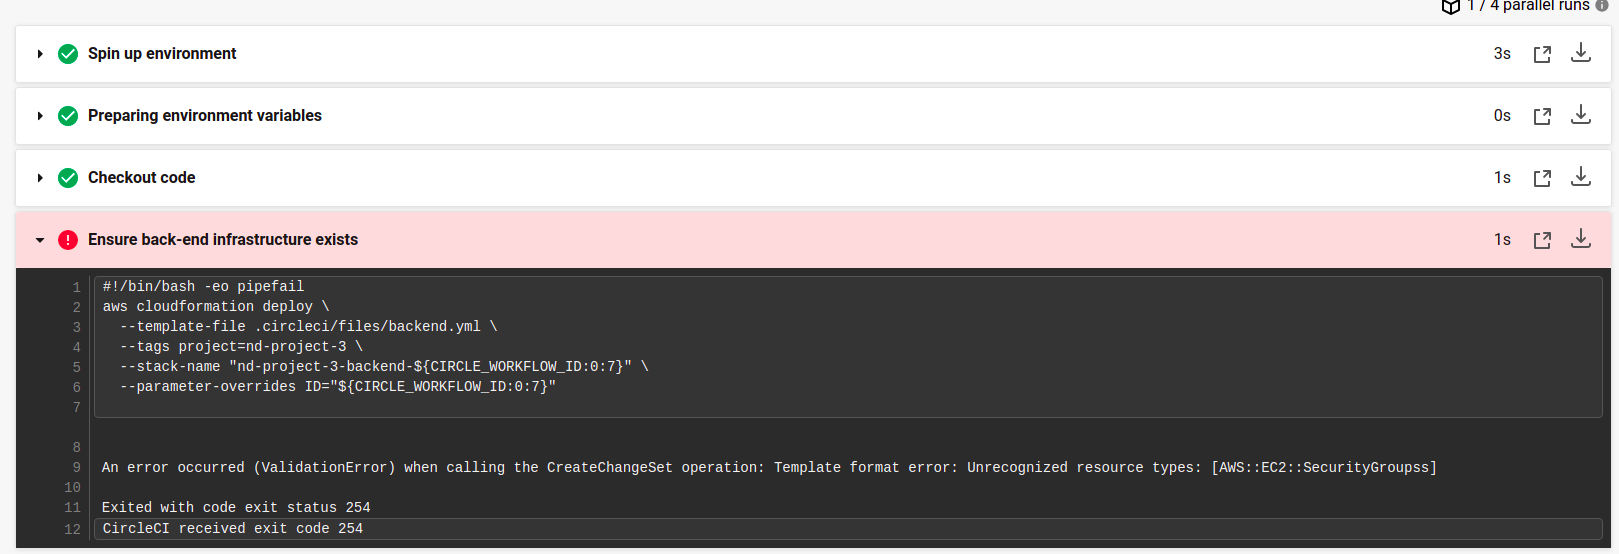 1 / 4 parallel runs
Spin up environment 3s
Preparing environment variables 0s
Checkout code 1s
Ensure back-end infrastructure exists 1s
1 #!/bin/bash -eo pipefail
2 aws cloudformation deploy \
3 --template-file .circleci/files/backend.yml \
4 --tags project=nd-project-3 \
5 --stack-name "nd-project-3-backend-${CIRCLE_WORKFLOW_ID:0:7}" \
6 --parameter-overrides ID="${CIRCLE_WORKFLOW_ID:0:7}"
7
8
9 An error occurred (ValidationError) when calling the CreateChangeSet operation: Template format error: Unrecognized resource types: [AWS::EC2::SecurityGroupss]
10
11 Exited with code exit status 254
12 CircleCI received exit code 254